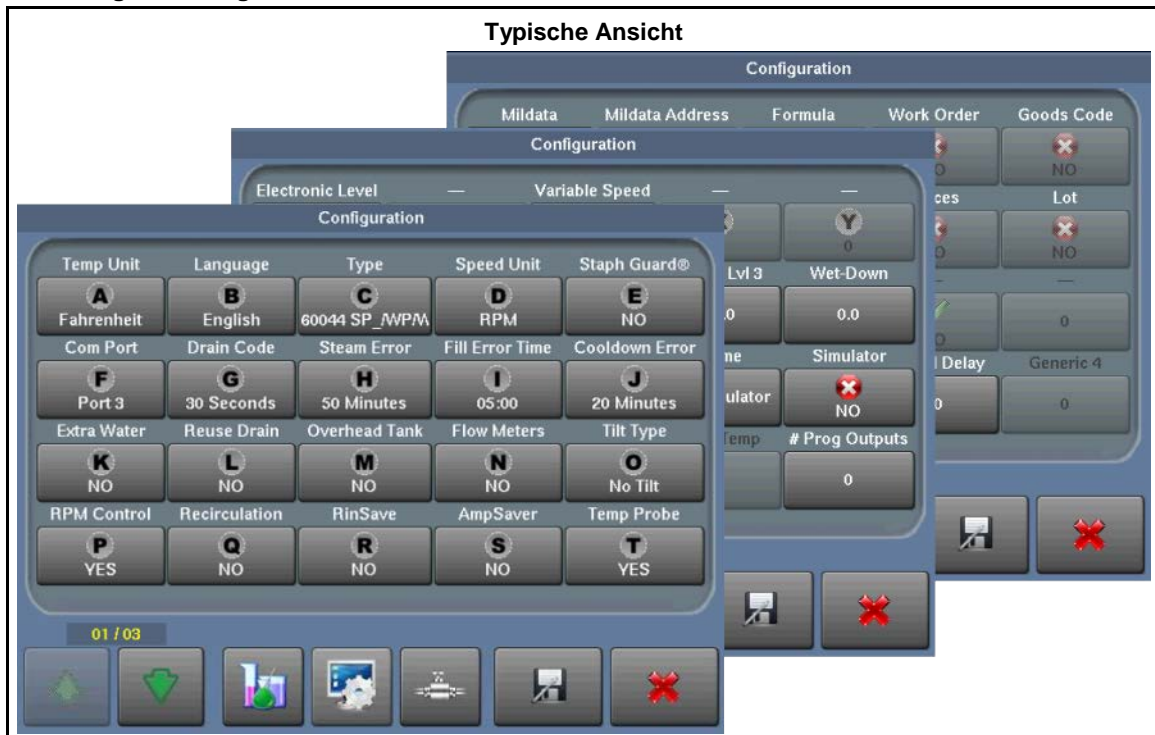 Typische Ansicht
Configuration
Mildata Mildata Address Formula Work Order Goods Code
NO
Lot
NO
0
Delay Generic 4
0
Configuration
Electronic Level — Variable Speed — —
Y
0
Lvl 3 Wet-Down
0.0
Simulator
NO
Temp # Prog Outputs
0
Configuration
Temp Unit Language Type Speed Unit Staph Guard®
A B C D E
Fahrenheit English 60044 SP_/WP/W RPM NO
Com Port Drain Code Steam Error Fill Error Time Cooldown Error
F G H I J
Port 3 30 Seconds 50 Minutes 05:00 20 Minutes
Extra Water Reuse Drain Overhead Tank Flow Meters Tilt Type
K L M N O
NO NO NO NO No Tilt
RPM Control Recirculation RinSave AmpSaver Temp Probe
P Q R S T
YES NO NO NO YES
01 / 03